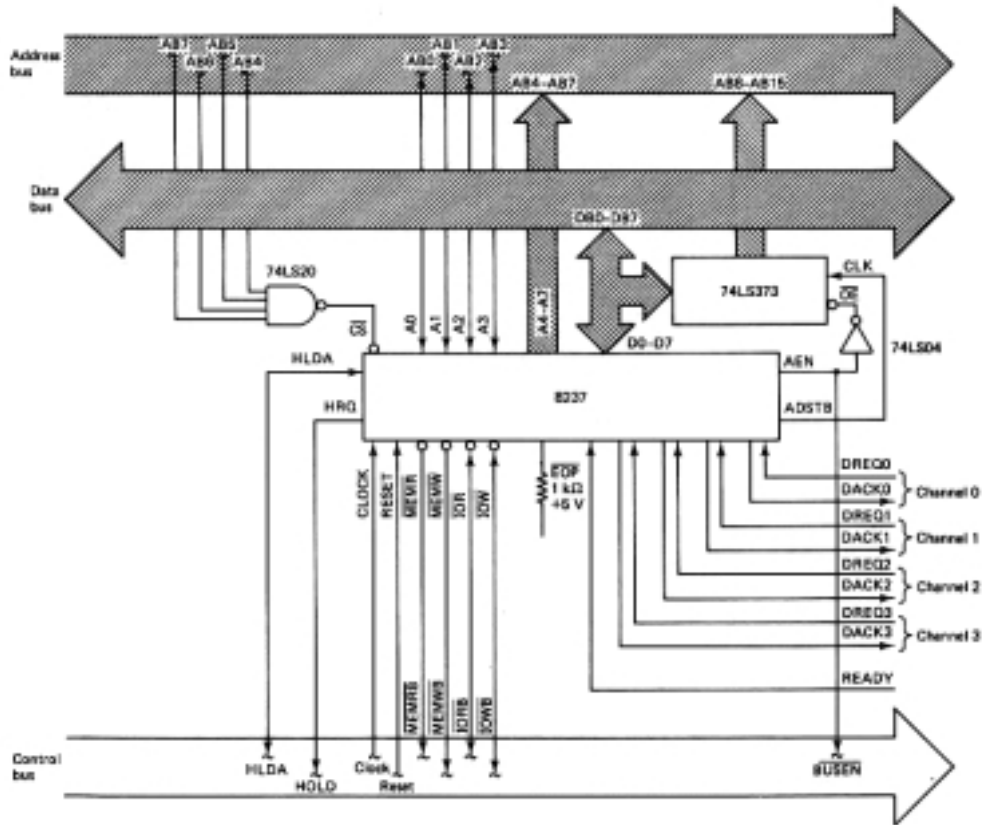 Address bus
AB7
AB6
AB5
AB4
AB0
AB1
AB2
AB3
AB4–AB7
AB8–AB15
Data bus
DB0–DB7
74LS20
CS
A0
A1
A2
A3
A4–A7
D0–D7
74LS373
CLK
OE
74LS04
HLDA
HRQ
8237
AEN
ADSTB
CLOCK
RESET
MEMR
MEMW
IOR
IOW
EOP
1 kΩ
+5 V
DREQ0
DACK0
Channel 0
DREQ1
DACK1
Channel 1
DREQ2
DACK2
Channel 2
DREQ3
DACK3
Channel 3
READY
MEMRB
MEMWB
IORB
IOWB
Control bus
HLDA
HOLD
Clock
Reset
BUSEN